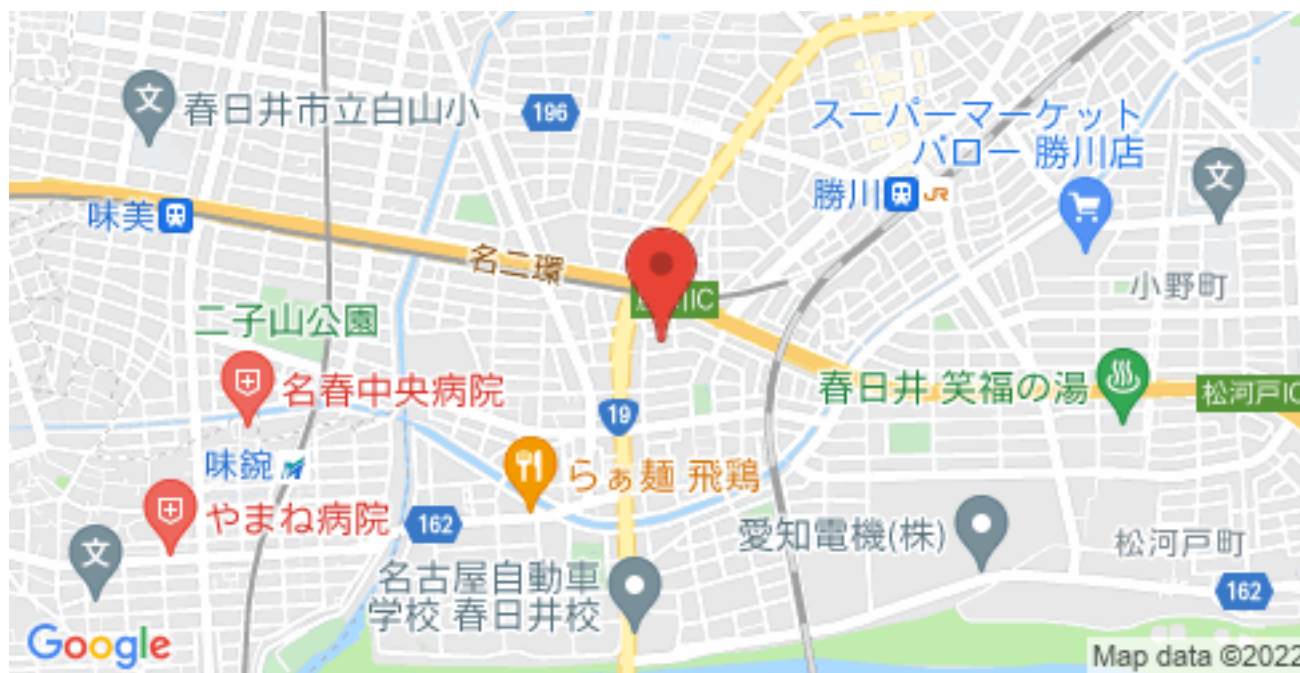 春日井市立白山小
196
スーパーマーケット
バロー 勝川店
勝川
JR
味美
名二環
小野町
IC
二子山公園
名春中央病院
春日井 笑福の湯
松河戸IC
19
味鋺
らぁ麺 飛鶏
やまね病院
162
愛知電機(株)
松河戸町
名古屋自動車
学校 春日井校
162
Google
Map data ©2022